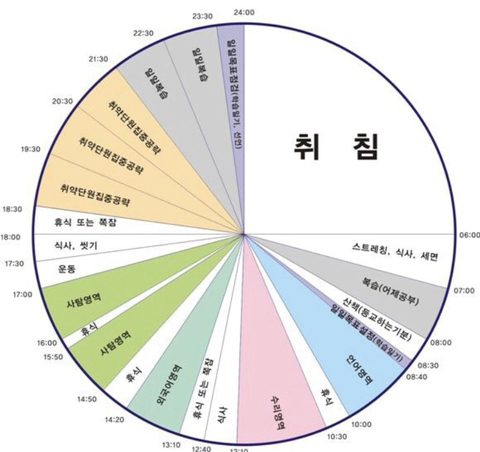 24:00
취 침
06:00
스트레칭, 식사, 세면
07:00
복습(어제공부)
08:00
산책(등교하는기분)
08:30
일일목표설정(학습일기)
08:40
언어영역
10:00
휴식
10:30
수리영역
12:10
식사
12:40
휴식 또는 쪽잠
13:10
외국어영역
14:20
휴식
14:50
사탐영역
15:50
휴식
16:00
사탐영역
17:00
운동
17:30
식사, 씻기
18:00
휴식 또는 쪽잠
18:30
취약단원집중공략
19:30
취약단원집중공략
20:30
취약단원집중공략
21:30
일일복습
22:30
일일복습
23:30
일일목표점검(학습일기, 선언)